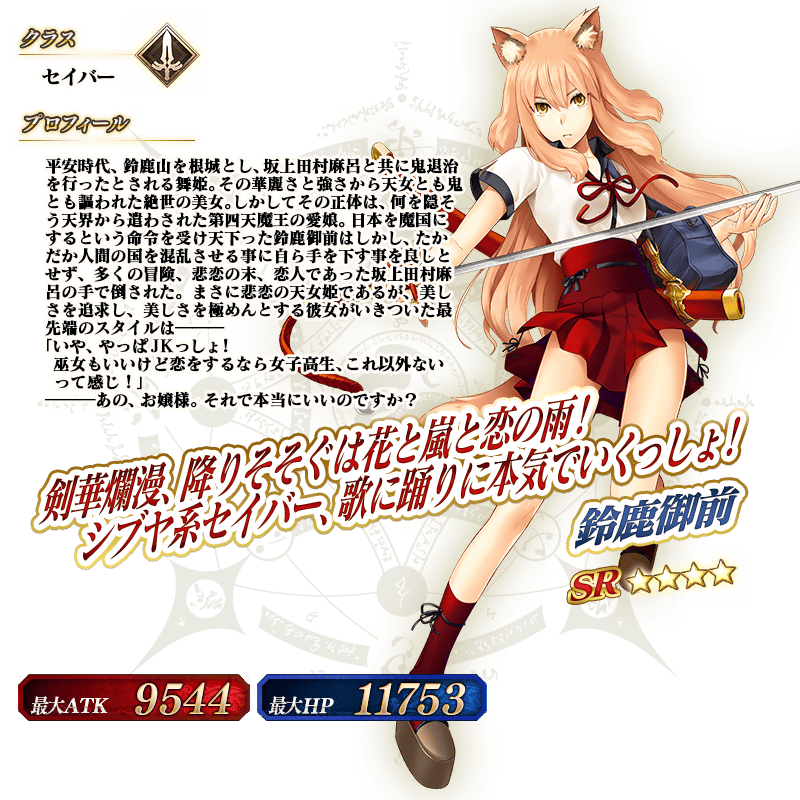 クラス
セイバー
プロフィール
平安時代、鈴鹿山を根城とし、坂上田村麻呂と共に鬼退治
を行ったとされる舞姫。その華麗さと強さから天女とも鬼
とも謳われた絶世の美女。しかしてその正体は、何を隠そ
う天界から遣わされた第四天魔王の愛娘。日本を魔国に
するという命令を受け天下った鈴鹿御前はしかし、たか
だか人間の国を混乱させる事に自ら手を下す事を良しと
せず、多くの冒険、悲恋の末、恋人であった坂上田村麻
呂の手で倒された。まさに悲恋の天女姫であるが、美し
さを追求し、美しさを極めんとする彼女がいきついた最
先端のスタイルは———
「いや、やっぱJKっしょ！
巫女もいいけど恋をするなら女子高生、これ以外ない
って感じ！」
———あの、お嬢様。それで本当にいいのですか？
剣華爛漫、降りそそぐは花と嵐と恋の雨！
シブヤ系セイバー、歌に踊りに本気でいくっしょ！
鈴鹿御前
SR
最大ATK 9544
最大HP 11753